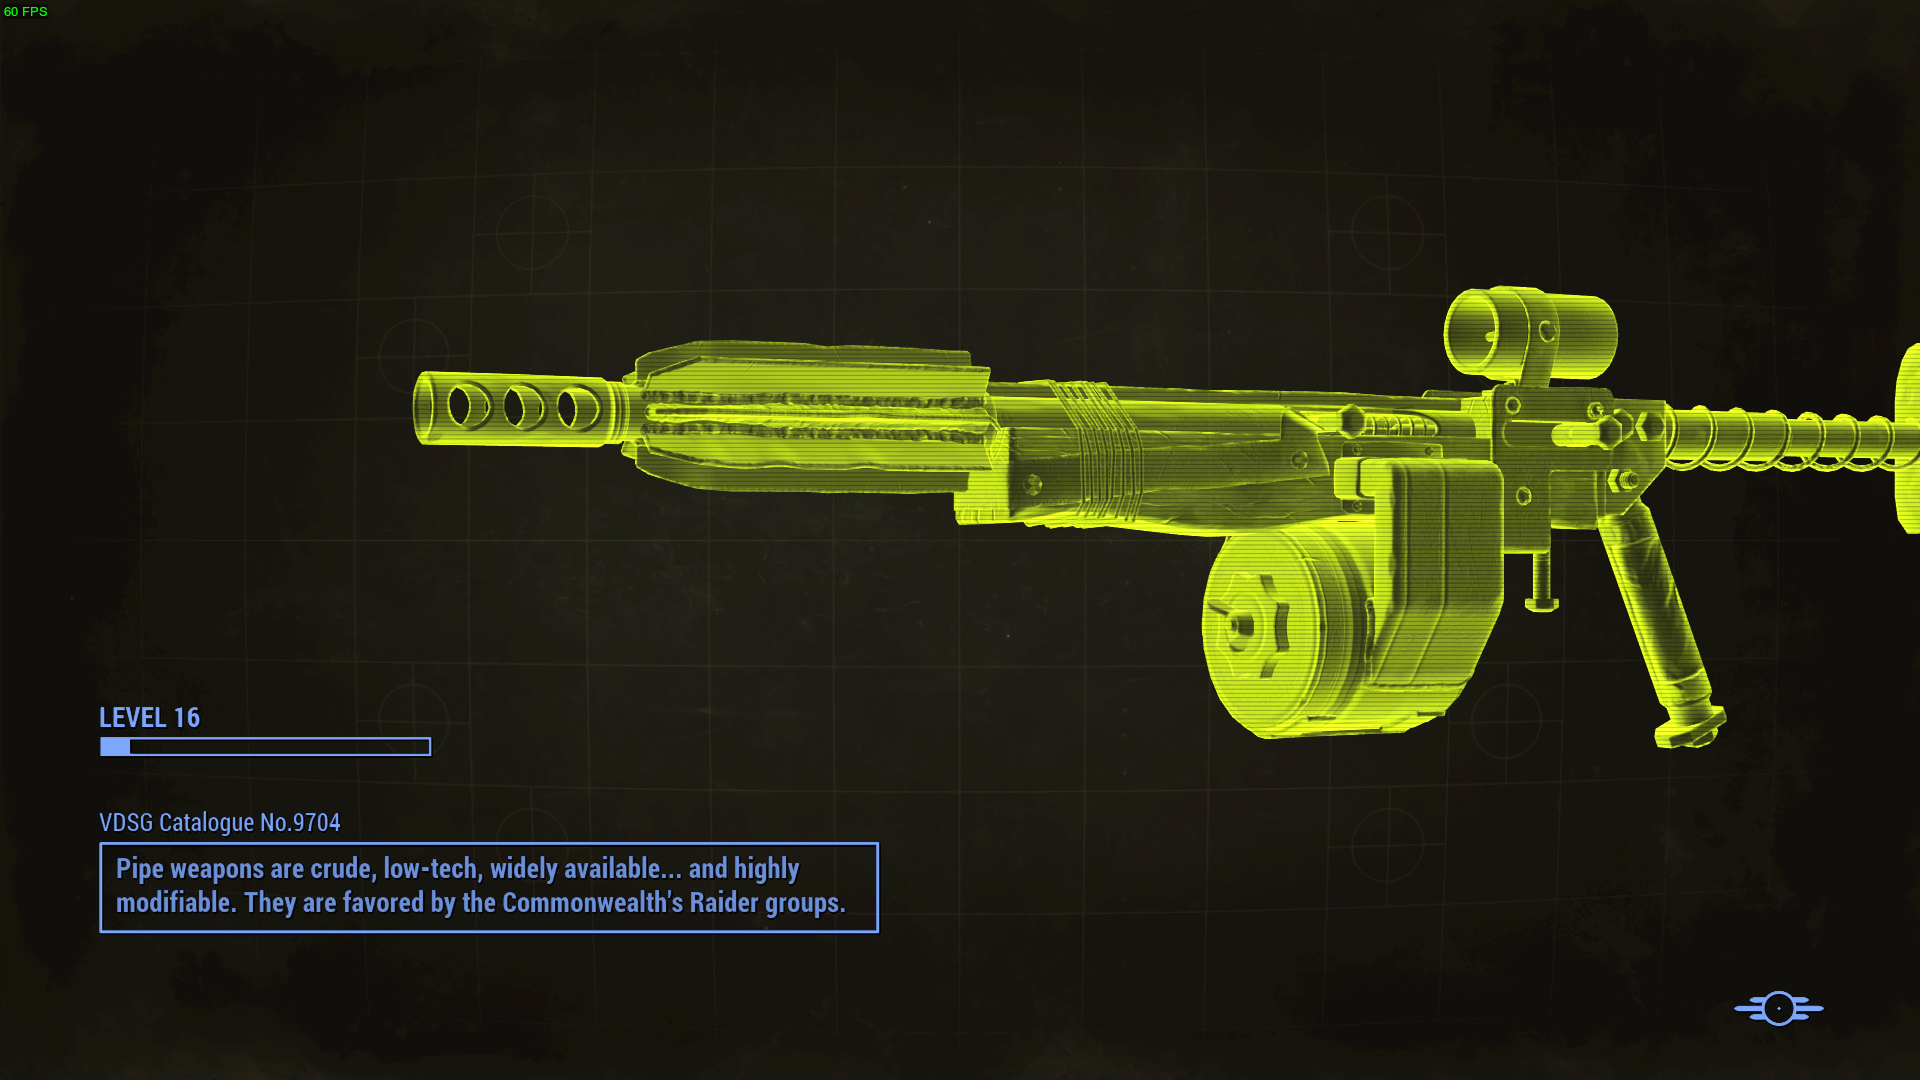 60 FPS
LEVEL 16
VDSG Catalogue No.9704
Pipe weapons are crude, low-tech, widely available... and highly
modifiable. They are favored by the Commonwealth's Raider groups.